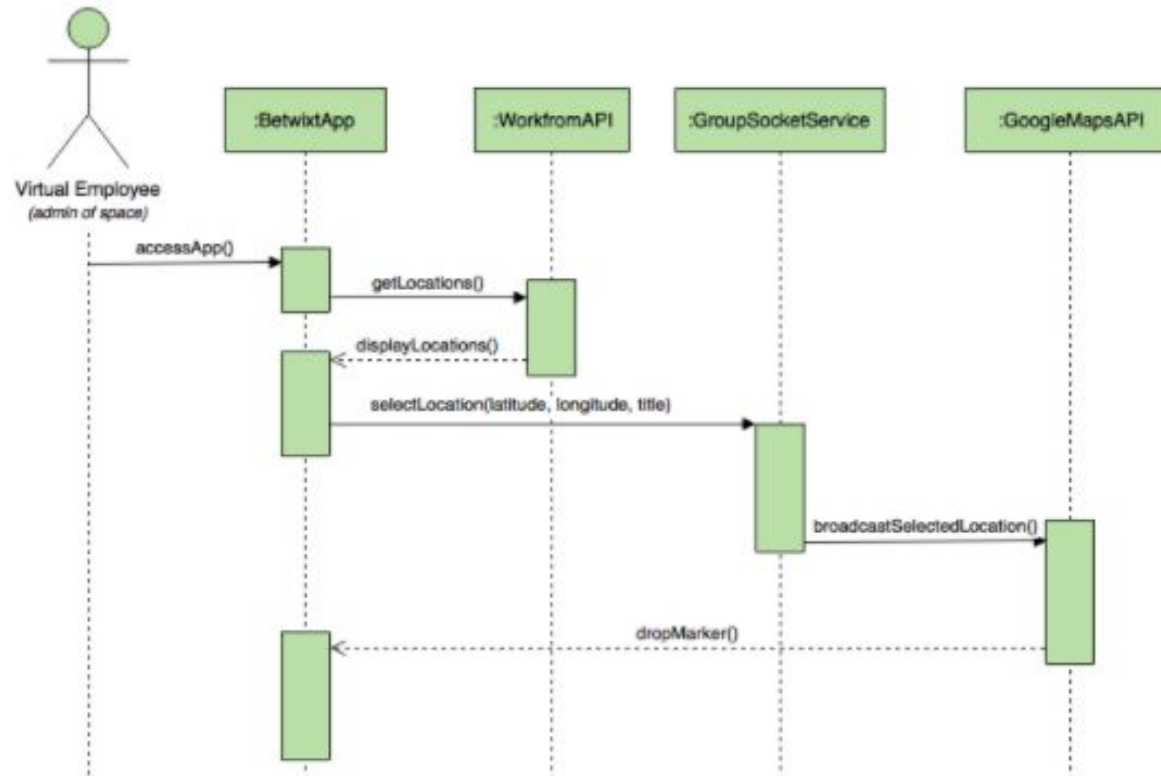 :BetwixtApp
:WorkfromAPI
:GroupSocketService
:GoogleMapsAPI
Virtual Employee
(admin of space)
accessApp()
getLocations()
displayLocations()
selectLocation(latitude, longitude, title)
broadcastSelectedLocation()
dropMarker()